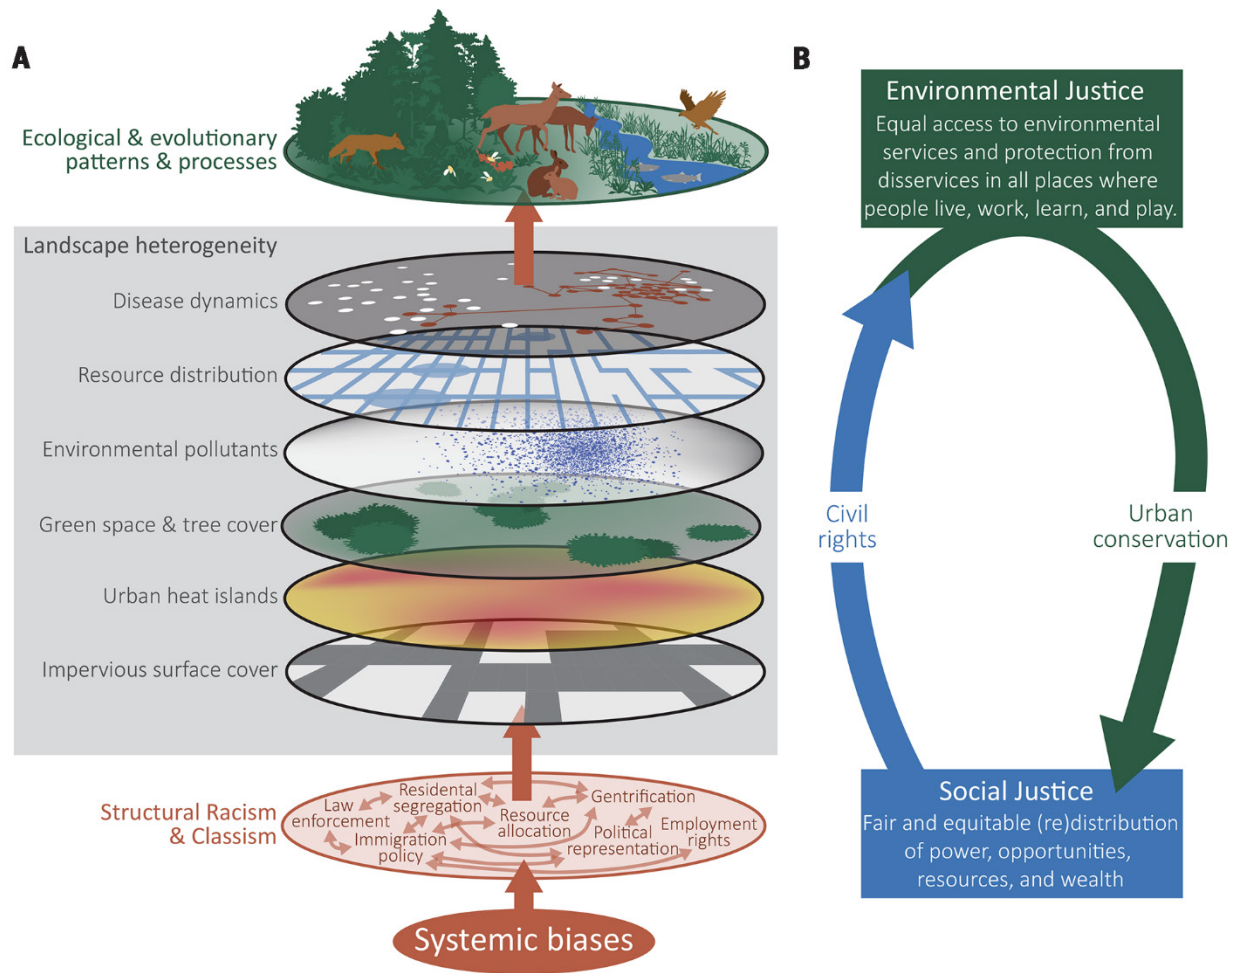 A
Ecological & evolutionary
patterns & processes
Landscape heterogeneity
Disease dynamics
Resource distribution
Environmental pollutants
Green space & tree cover
Urban heat islands
Impervious surface cover
Structural Racism
& Classism
Law
enforcement
Residental
segregation
Immigration
policy
Resource
allocation
Gentrification
Political
representation
Employment
rights
Systemic biases
B
Environmental Justice
Equal access to environmental
services and protection from
disservices in all places where
people live, work, learn, and play.
Civil
rights
Urban
conservation
Social Justice
Fair and equitable (re)distribution
of power, opportunities,
resources, and wealth